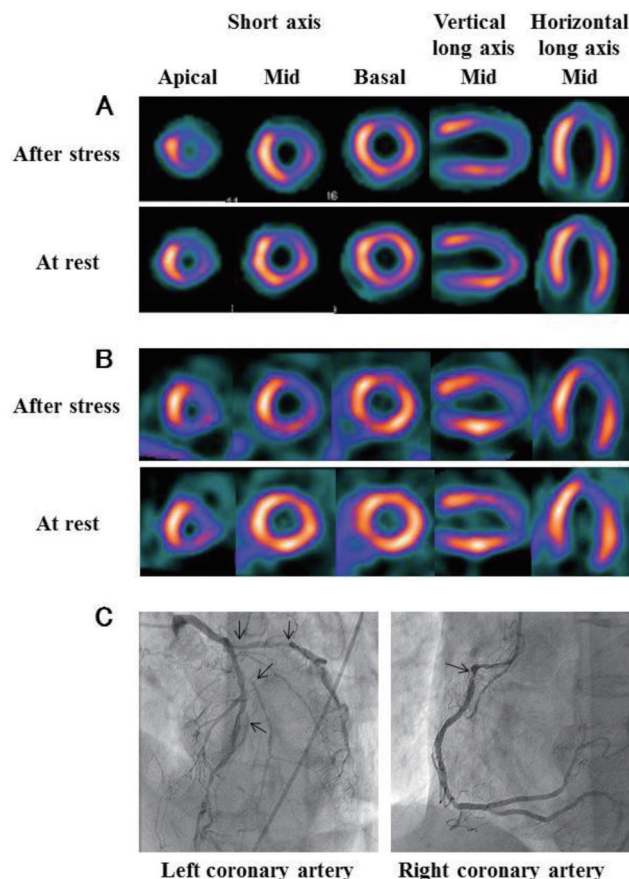 Short axis
Vertical long axis
Horizontal long axis
Apical
Mid
Basal
Mid
Mid
A
After stress
16
At rest
B
After stress
At rest
C
Left coronary artery
Right coronary artery